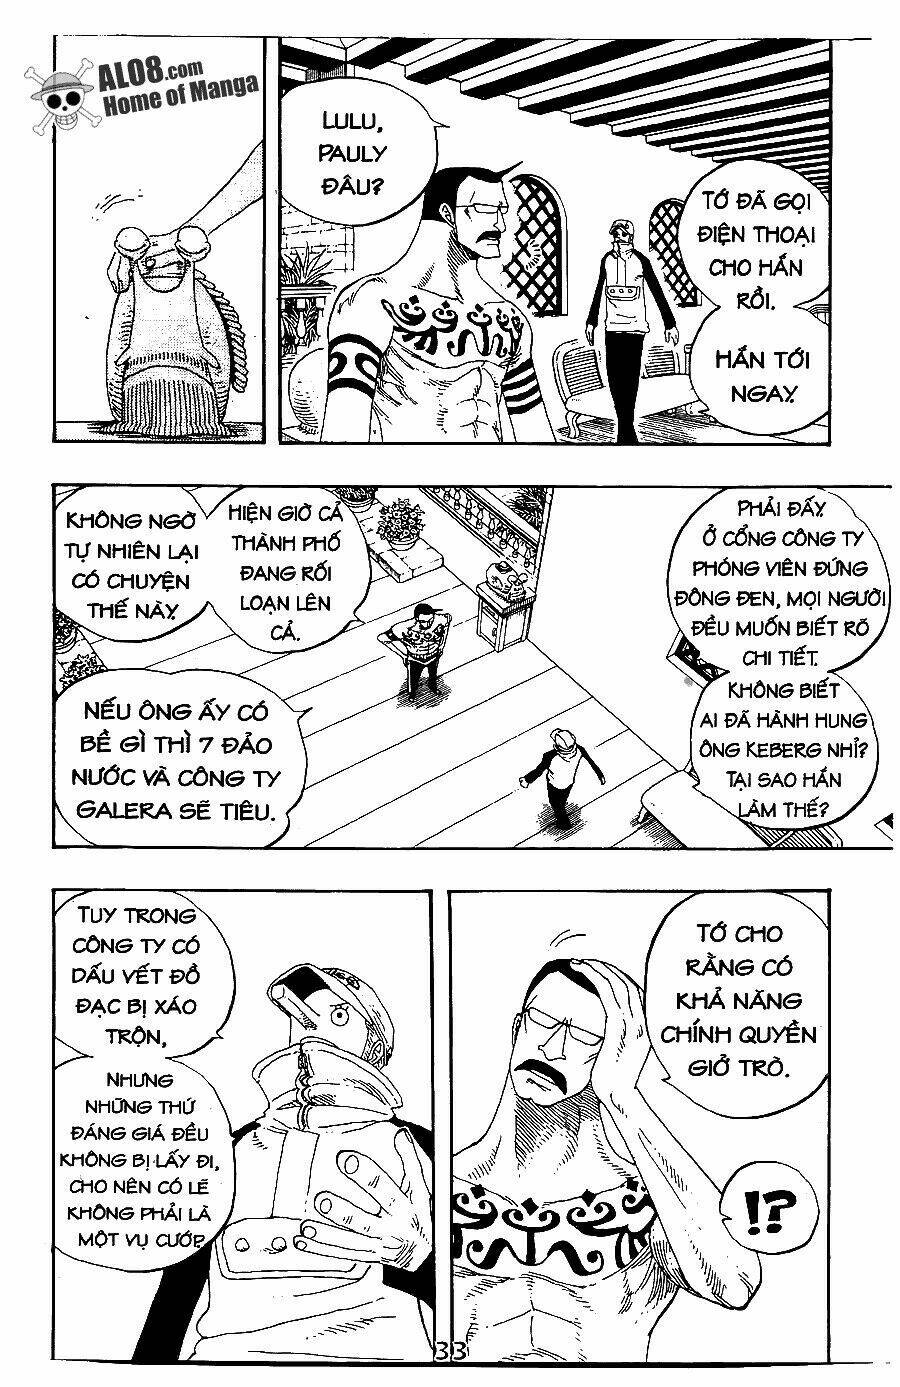 AL08.com
Home of Manga
LULU,
PAULY
ĐÂU?
TỚ ĐÃ GỌI
ĐIỆN THOẠI
CHO HẮN
RỒI.
HẮN TỚI
NGAY.
KHÔNG NGỜ
TỰ NHIÊN LẠI
CÓ CHUYỆN
THẾ NÀY.
HIỆN GIỜ CẢ
THÀNH PHỐ
ĐANG RỐI
LOẠN LÊN
CẢ.
NẾU ÔNG ẤY CÓ
BỀ GÌ THÌ 7 ĐẢO
NƯỚC VÀ CÔNG TY
GALERA SẼ TIÊU.
PHẢI ĐẤY.
Ở CỔNG CÔNG TY
PHÓNG VIÊN ĐỨNG
ĐÔNG ĐEN, MỌI NGƯỜI
ĐỀU MUỐN BIẾT RÕ
CHI TIẾT.
KHÔNG BIẾT
AI ĐÃ HÀNH HUNG
ÔNG KEBERG NHỈ?
TẠI SAO HẮN
LÀM THẾ?
TUY TRONG
CÔNG TY CÓ
DẤU VẾT ĐỒ
ĐẠC BỊ XÁO
TRỘN,
NHƯNG
NHỮNG THỨ
ĐÁNG GIÁ ĐỀU
KHÔNG BỊ LẤY ĐI,
CHO NÊN CÓ LẼ
KHÔNG PHẢI LÀ
MỘT VỤ CƯỚP.
TỚ CHO
RẰNG CÓ
KHẢ NĂNG
CHÍNH QUYỀN
GIỞ TRÒ.
!?
33